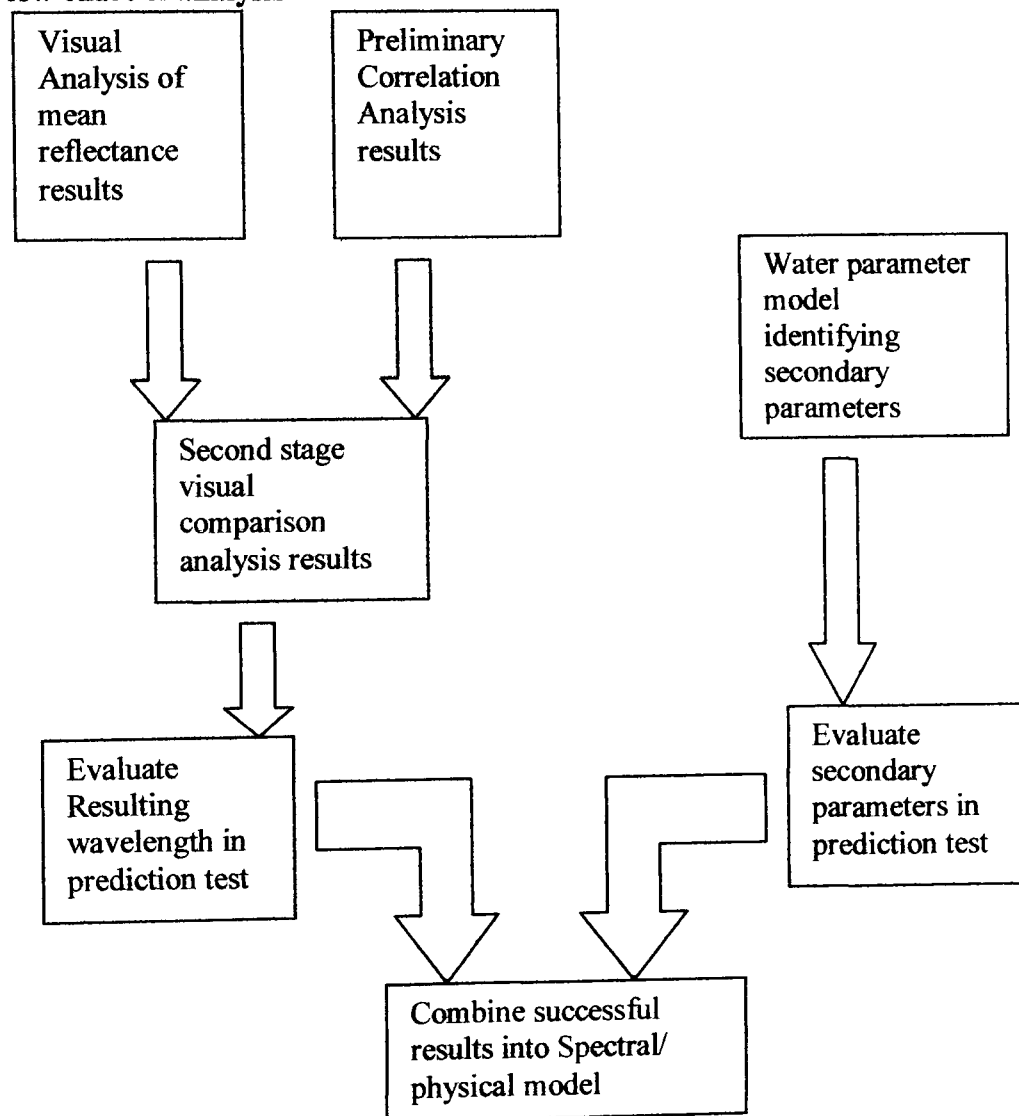 Visual
Analysis of
mean
reflectance
results
Preliminary
Correlation
Analysis
results
Water parameter
model
identifying
secondary
parameters
Second stage
visual
comparison
analysis results
Evaluate
Resulting
wavelength in
prediction test
Evaluate
secondary
parameters in
prediction test
Combine successful
results into Spectral/
physical model